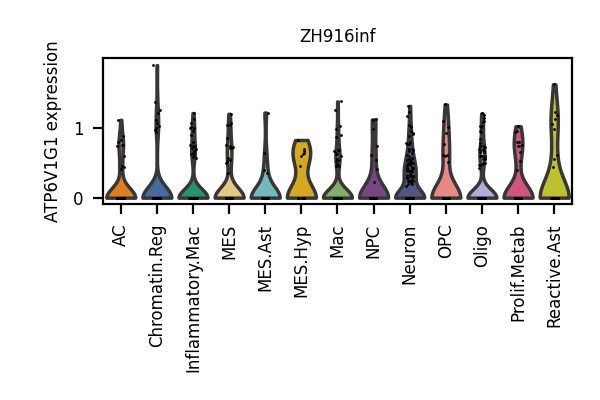 ZH916inf
ATP6V1G1 expression
1
0
AC
Chromatin.Reg
Inflammatory.Mac
MES
MES.Ast
MES.Hyp
Mac
NPC
Neuron
OPC
Oligo
Prolif.Metab
Reactive.Ast